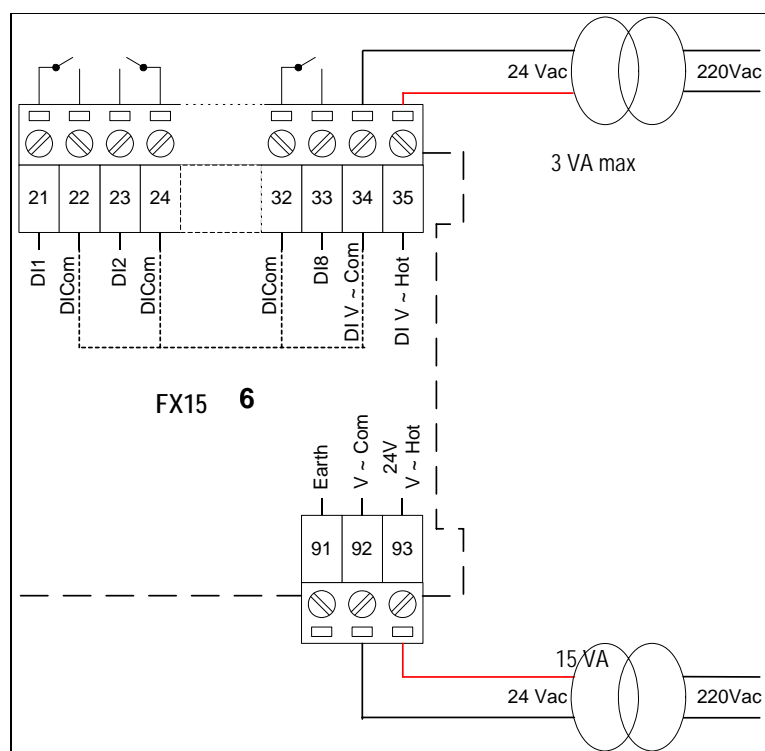 24 Vac
220Vac
3 VA max
21 22 23 24 32 33 34 35
DI1
DICom
DI2
DICom
DICom
DI8
DI V ~ Com
DI V ~ Hot
FX15 6
Earth
V ~ Com
24V
V ~ Hot
91 92 93
15 VA
24 Vac
220Vac